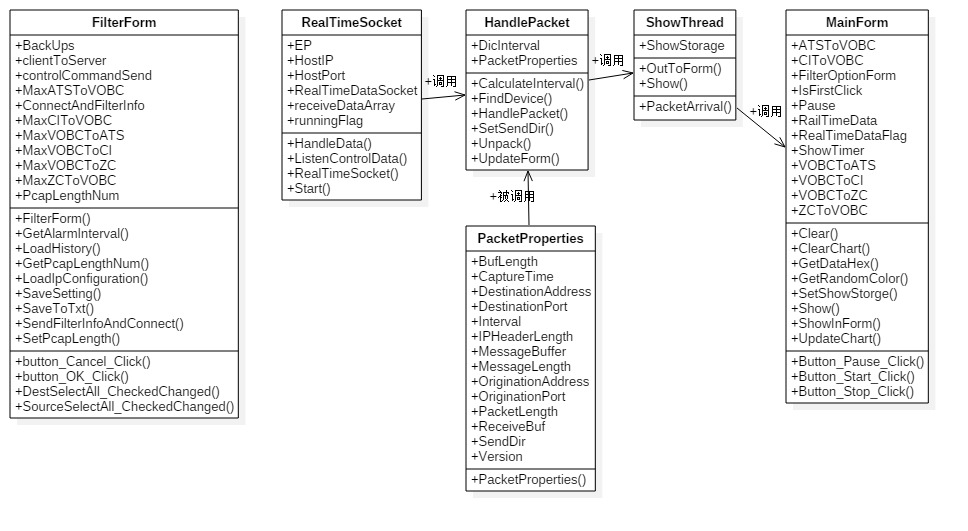 FilterForm
+BackUps
+clientToServer
+controlCommandSend
+MaxATSToVOBC
+ConnectAndFilterInfo
+MaxCIToVOBC
+MaxVOBCToATS
+MaxVOBCToCI
+MaxVOBCToZC
+MaxZCToVOBC
+PcapLengthNum
+FilterForm()
+GetAlarmInterval()
+LoadHistory()
+GetPcapLengthNum()
+LoadIpConfiguration()
+SaveSetting()
+SaveToTxt()
+SendFilterInfoAndConnect()
+SetPcapLength()
+button_Cancel_Click()
+button_OK_Click()
+DestSelectAll_CheckedChanged()
+SourceSelectAll_CheckedChanged()
RealTimeSocket
+EP
+HostIP
+HostPort
+RealTimeDataSocket
+receiveDataArray
+runningFlag
+HandleData()
+ListenControlData()
+RealTimeSocket()
+Start()
+调用
HandlePacket
+DicInterval
+PacketProperties
+CalculateInterval()
+FindDevice()
+HandlePacket()
+SetSendDir()
+Unpack()
+UpdateForm()
+被调用
PacketProperties
+BufLength
+CaptureTime
+DestinationAddress
+DestinationPort
+Interval
+IPHeaderLength
+MessageBuffer
+MessageLength
+OriginationAddress
+OriginationPort
+PacketLength
+ReceiveBuf
+SendDir
+Version
+PacketProperties()
+调用
ShowThread
+ShowStorage
+OutToForm()
+Show()
+PacketArrival()
+调用
MainForm
+ATSToVOBC
+CIToVOBC
+FilterOptionForm
+IsFirstClick
+Pause
+RailTimeData
+RealTimeDataFlag
+ShowTimer
+VOBCToATS
+VOBCToCI
+VOBCToZC
+ZCToVOBC
+Clear()
+ClearChart()
+GetDataHex()
+GetRandomColor()
+SetShowStorge()
+Show()
+ShowInForm()
+UpdateChart()
+Button_Pause_Click()
+Button_Start_Click()
+Button_Stop_Click()